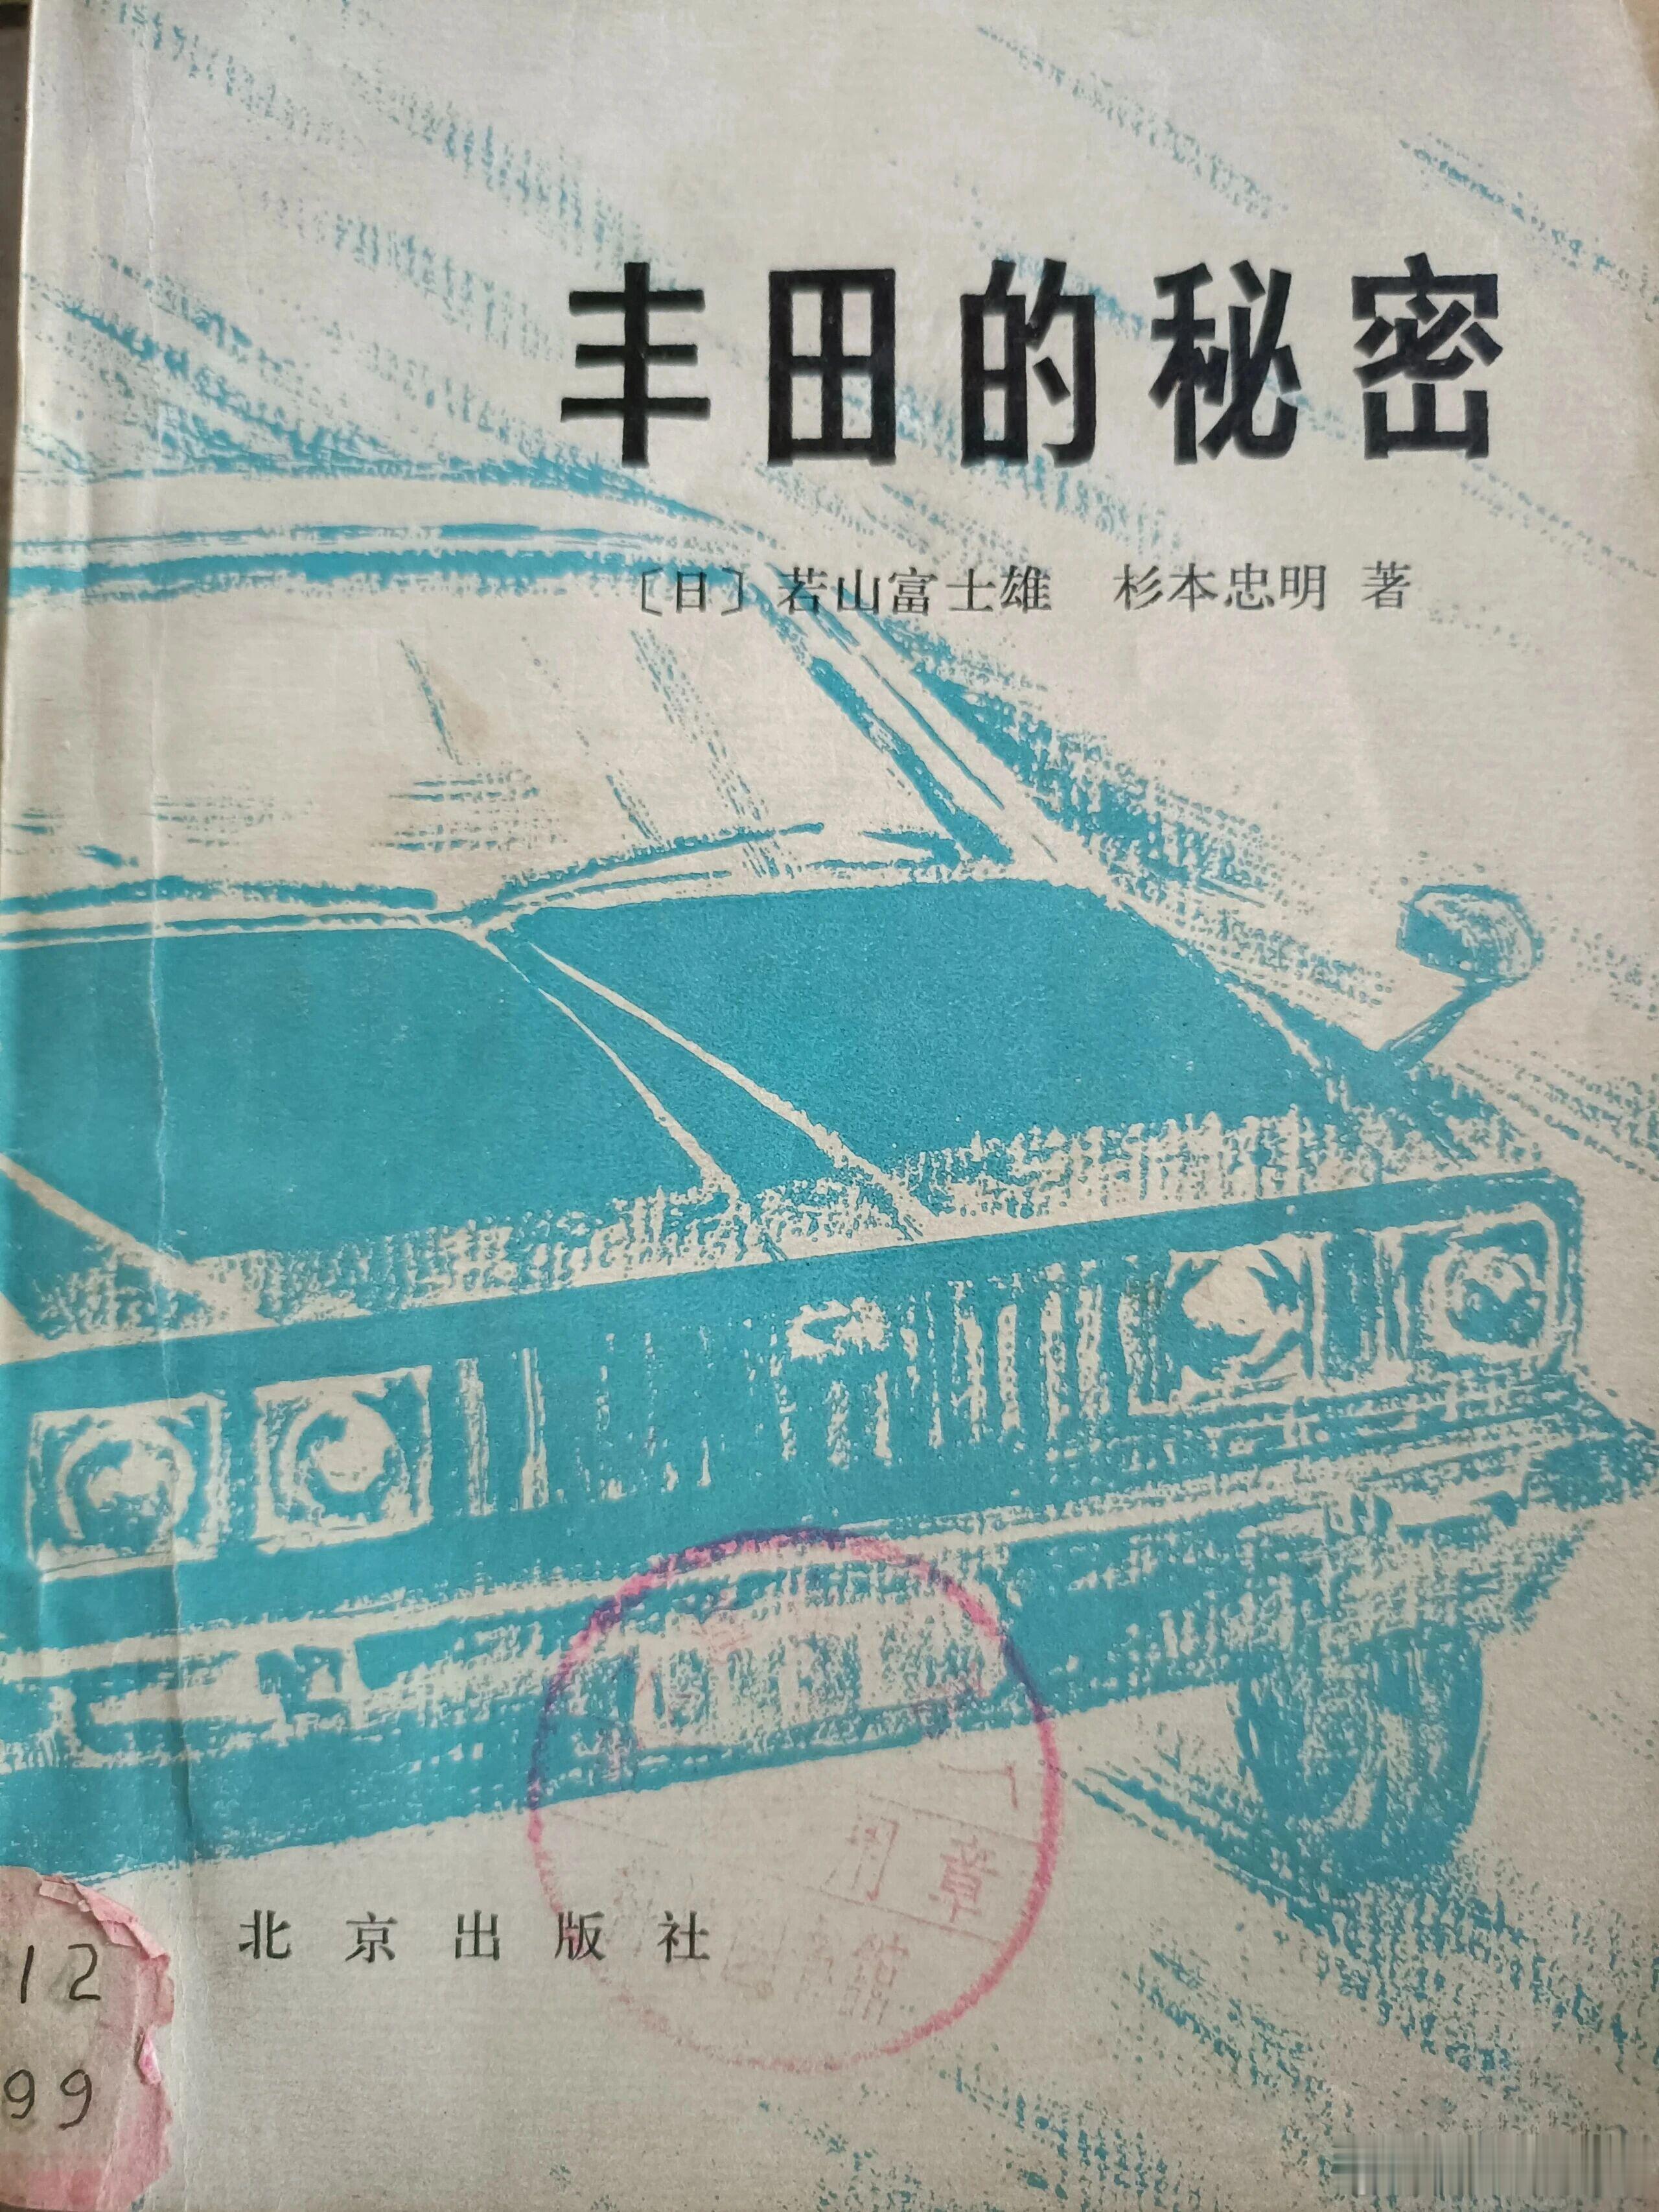 丰田的秘密
〔日〕若山富士雄 杉本忠明 著
北京出版社
12
99